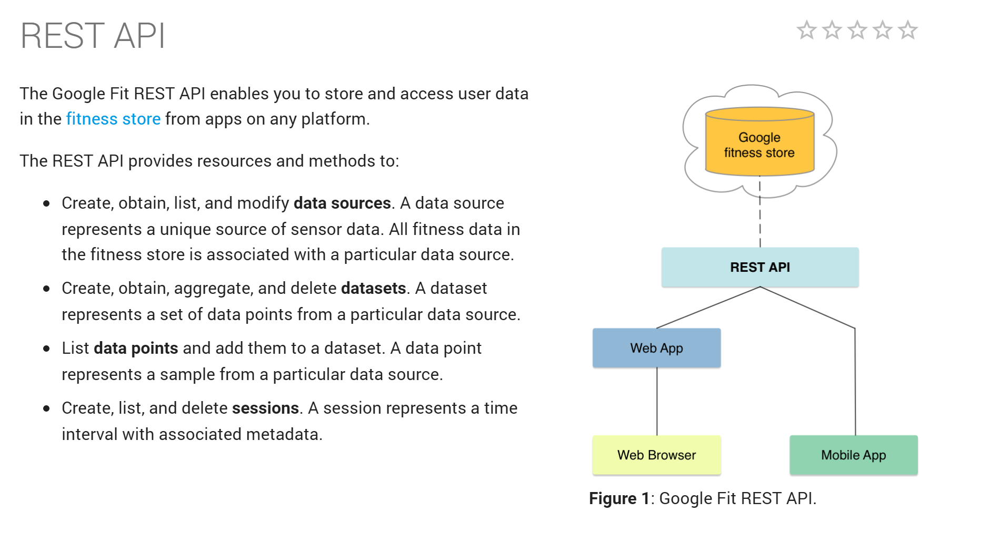 REST API
The Google Fit REST API enables you to store and access user data
in the fitness store from apps on any platform.
The REST API provides resources and methods to:
• Create, obtain, list, and modify data sources. A data source
represents a unique source of sensor data. All fitness data in
the fitness store is associated with a particular data source.
• Create, obtain, aggregate, and delete datasets. A dataset
represents a set of data points from a particular data source.
• List data points and add them to a dataset. A data point
represents a sample from a particular data source.
• Create, list, and delete sessions. A session represents a time
interval with associated metadata.
Google
fitness store
REST API
Web App
Web Browser
Mobile App
Figure 1: Google Fit REST API.